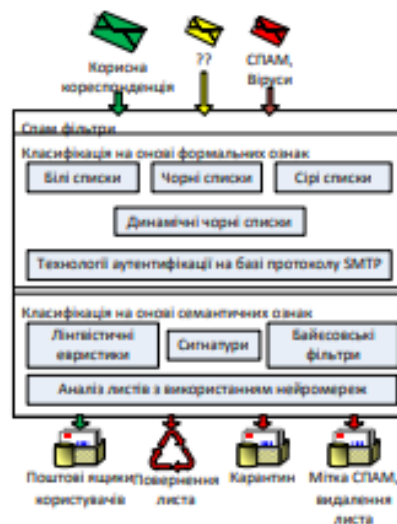 Корисна
кореспонденція
??
СПАМ,
Віруси
Спам фільтри
Класифікація на онові формальних ознак
Білі списки
Чорні списки
Сірі списки
Динамічні чорні списки
Технології аутентифікації на базі протоколу SMTP
Класифікація на онові семантичних ознак
Лінгвістичні
евристики
Сигнатури
Байєсовські
фільтри
Аналіз листів з використанням нейромереж
Поштові ящики
користувачів
Повернення
листа
Карантин
Мітка СПАМ,
видалення
листа